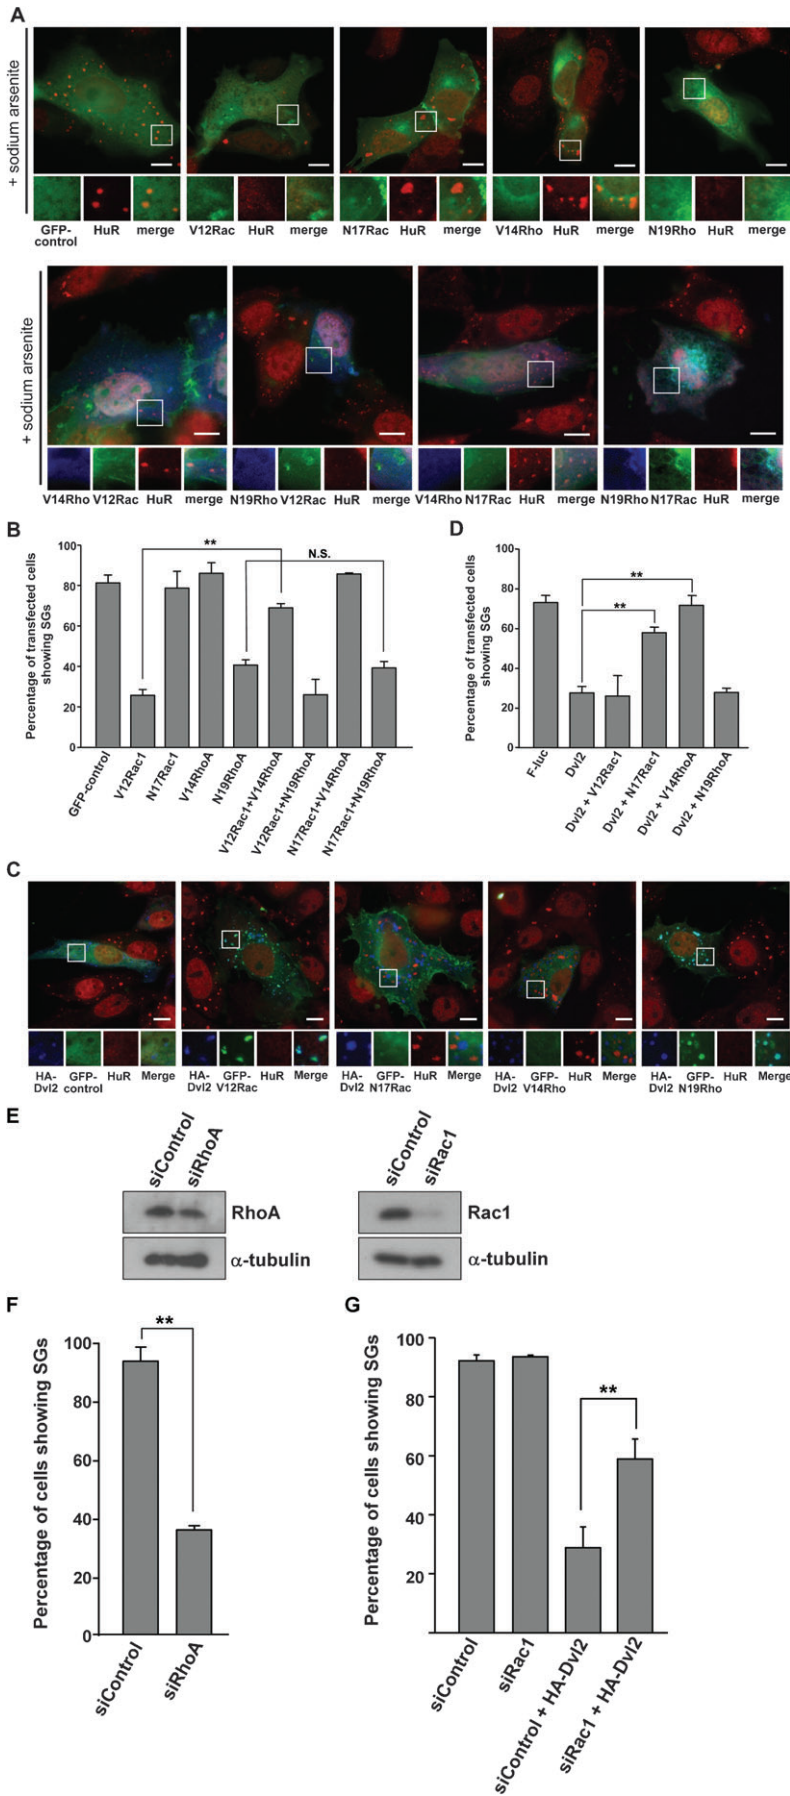 A
+ sodium arsenite
GFP-control HuR merge V12Rac HuR merge N17Rac HuR merge V14Rho HuR merge N19Rho HuR merge
+ sodium arsenite
V14Rho V12Rac HuR merge N19Rho V12Rac HuR merge V14Rho N17Rac HuR merge N19Rho N17Rac HuR merge
B
Percentage of transfected cells showing SGs
100
80
60
40
20
0
**
N.S.
GFP-control
V12Rac1
N17Rac1
V14RhoA
N19RhoA
V12Rac1+V14RhoA
V12Rac1+N19RhoA
N17Rac1+V14RhoA
N17Rac1+N19RhoA
D
Percentage of transfected cells showing SGs
100
80
60
40
20
0
**
**
F-luc
Dvl2
Dvl2 + V12Rac1
Dvl2 + N17Rac1
Dvl2 + V14RhoA
Dvl2 + N19RhoA
C
HA- GFP- HuR Merge HA- GFP- HuR Merge HA- GFP- HuR Merge HA- GFP- HuR Merge HA- GFP- HuR Merge
Dvl2 control Dvl2 V12Rac Dvl2 N17Rac Dvl2 V14Rho Dvl2 N19Rho
E
siControl
siRhoA
RhoA
α-tubulin
siControl
siRac1
Rac1
α-tubulin
F
Percentage of cells showing SGs
100
80
60
40
20
0
**
siControl
siRhoA
G
Percentage of cells showing SGs
100
80
60
40
20
**
siControl
siRac1
siControl + HA-Dvl2
siRac1 + HA-Dvl2